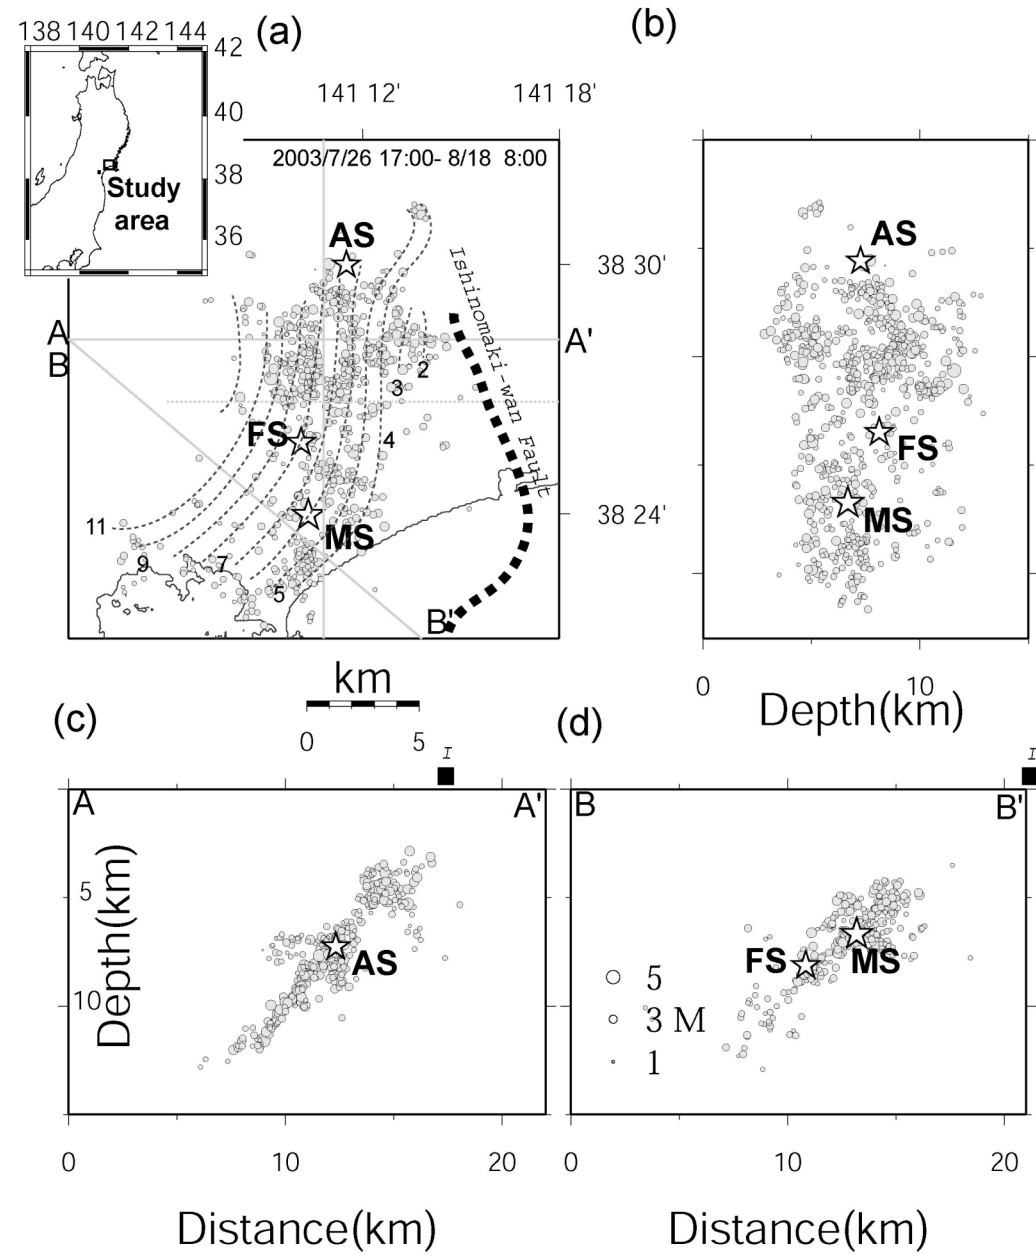 138 140 142 144
42
40
38
36
Study
area
(a)
141 12'
141 18'
2003/7/26 17:00- 8/18 8:00
AS
Ishinomaki-wan Fault
38 30'
A
A'
B
2
3
FS
4
38 24'
11
MS
9
7
5
B'
km
0
5
(b)
AS
FS
MS
0
10
Depth(km)
(c)
I
A
A'
Depth(km)
5
10
AS
0
10
20
Distance(km)
(d)
I
B
B'
FS
MS
5
3 M
1
0
10
20
Distance(km)